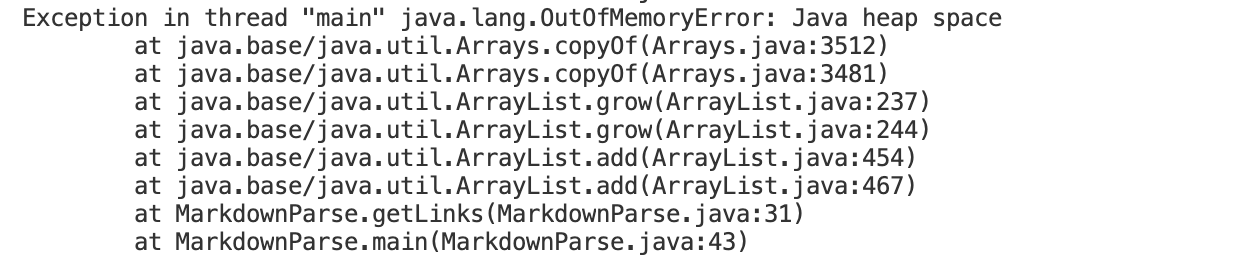 Exception in thread "main" java.lang.OutOfMemoryError: Java heap space
at java.base/java.util.Arrays.copyOf(Arrays.java:3512)
at java.base/java.util.Arrays.copyOf(Arrays.java:3481)
at java.base/java.util.ArrayList.grow(ArrayList.java:237)
at java.base/java.util.ArrayList.grow(ArrayList.java:244)
at java.base/java.util.ArrayList.add(ArrayList.java:454)
at java.base/java.util.ArrayList.add(ArrayList.java:467)
at MarkdownParse.getLinks(MarkdownParse.java:31)
at MarkdownParse.main(MarkdownParse.java:43)